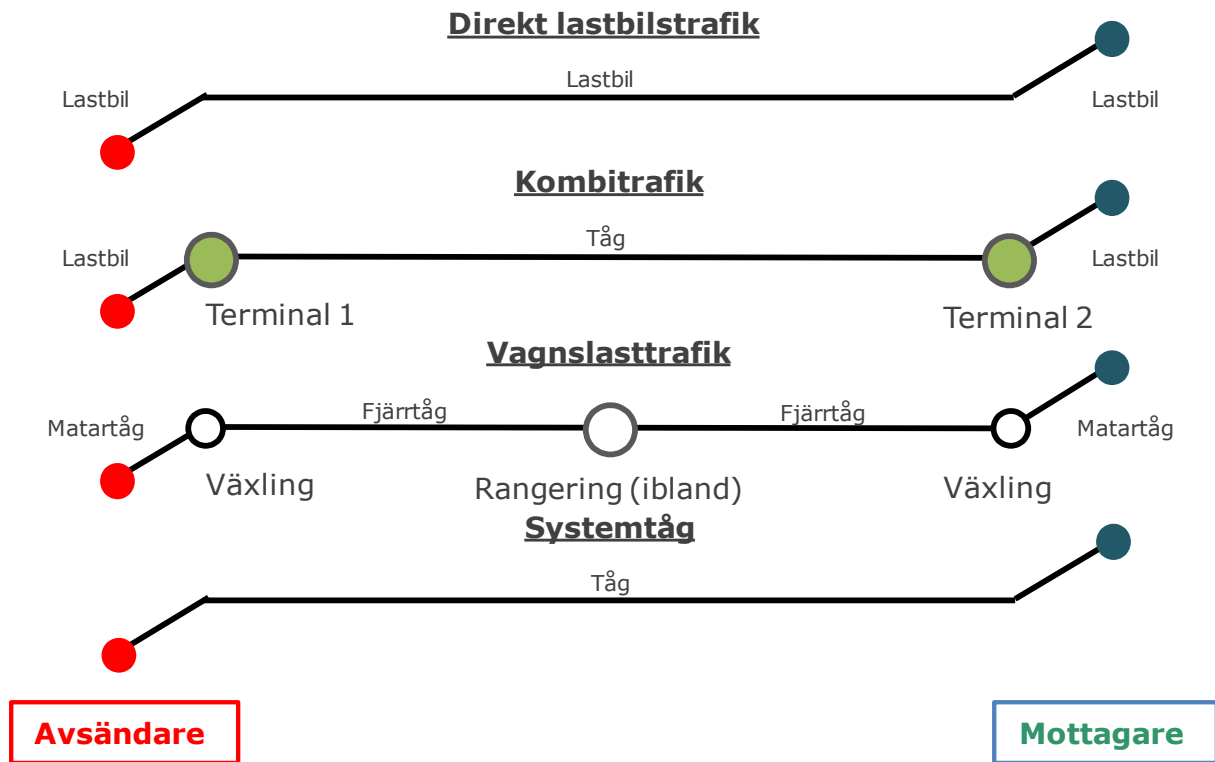 Direkt lastbilstrafik
Lastbil
Lastbil
Lastbil
Kombitrafik
Tåg
Lastbil
Lastbil
Terminal 1
Terminal 2
Vagnslasttrafik
Fjärrtåg
Fjärrtåg
Matartåg
Matartåg
Växling
Rangering (ibland)
Växling
Systemtåg
Tåg
Avsändare
Mottagare